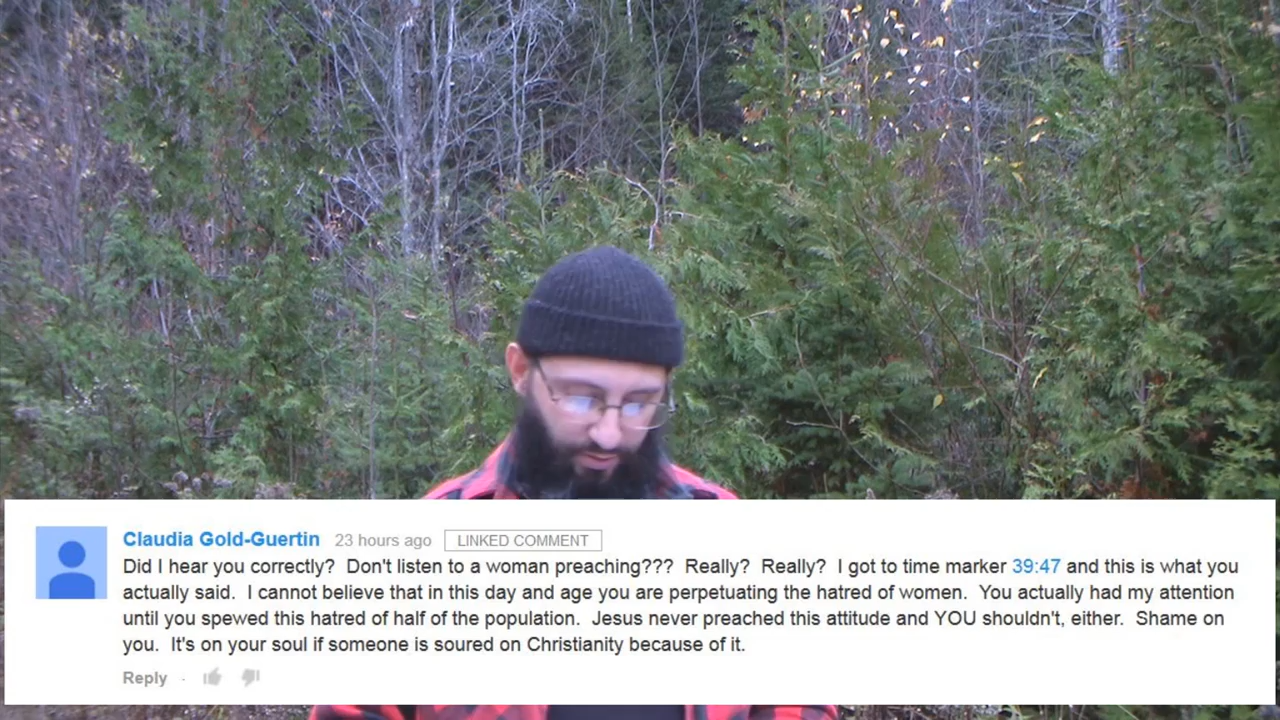 Claudia Gold-Guertin 23 hours ago LINKED COMMENT
Did I hear you correctly?  Don't listen to a woman preaching???  Really?  Really?  I got to time marker 39:47 and this is what you
actually said.  I cannot believe that in this day and age you are perpetuating the hatred of women.  You actually had my attention
until you spewed this hatred of half of the population.  Jesus never preached this attitude and YOU shouldn't, either.  Shame on
you.  It's on your soul if someone is soured on Christianity because of it.
Reply ·